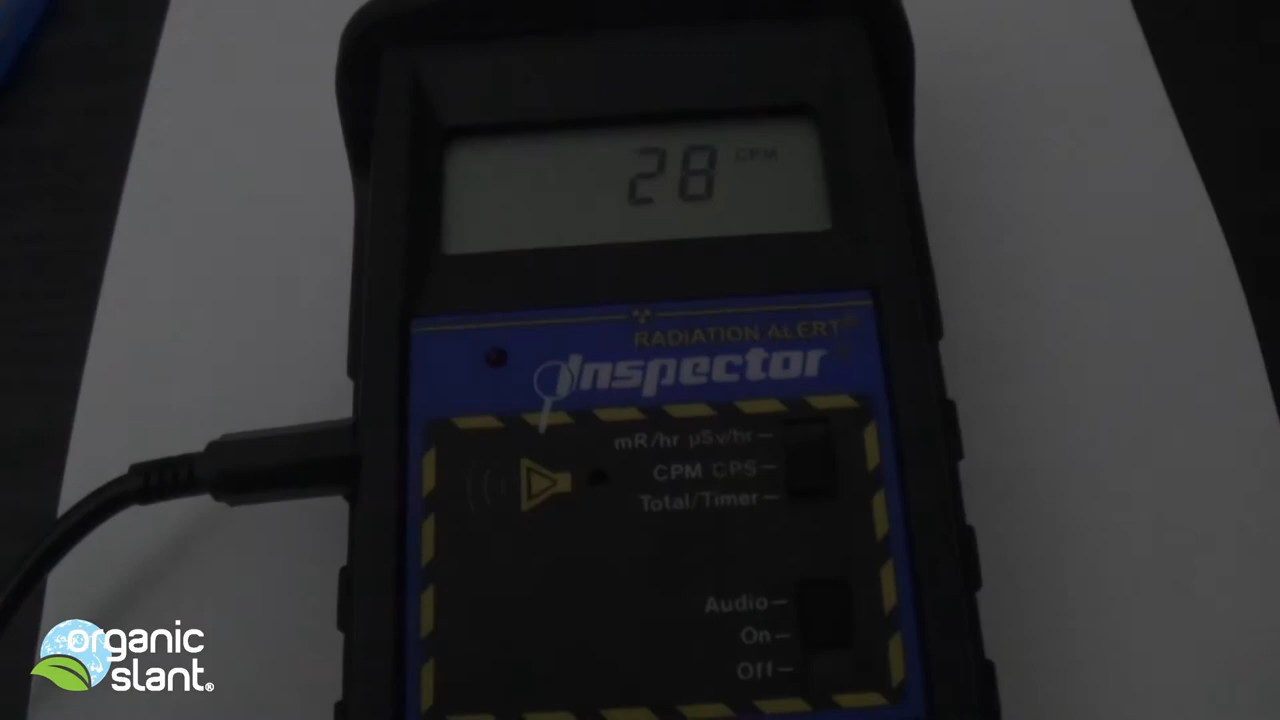 28 CPM
RADIATION ALERT®
Inspector
mR/hr µSv/hr
CPM CPS
Total/Timer
Audio
On
Off
organic
slant®